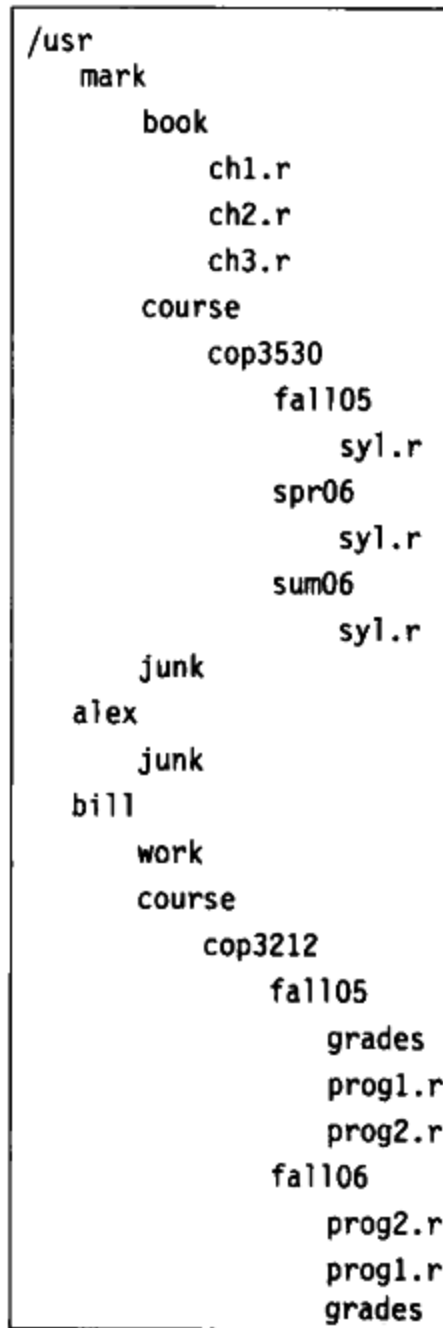 /usr
mark
book
ch1.r
ch2.r
ch3.r
course
cop3530
fall05
syl.r
spr06
syl.r
sum06
syl.r
junk
alex
junk
bill
work
course
cop3212
fall05
grades
prog1.r
prog2.r
fall06
prog2.r
prog1.r
grades